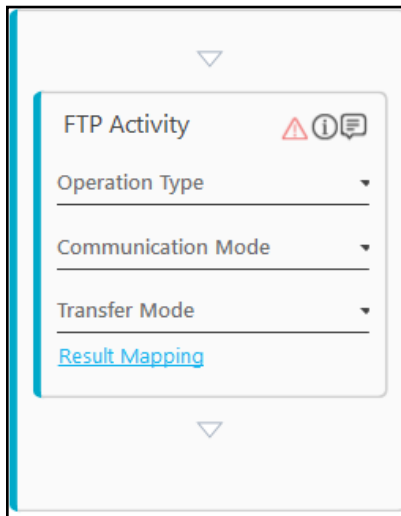 FTP Activity
Operation Type
Communication Mode
Transfer Mode
Result Mapping